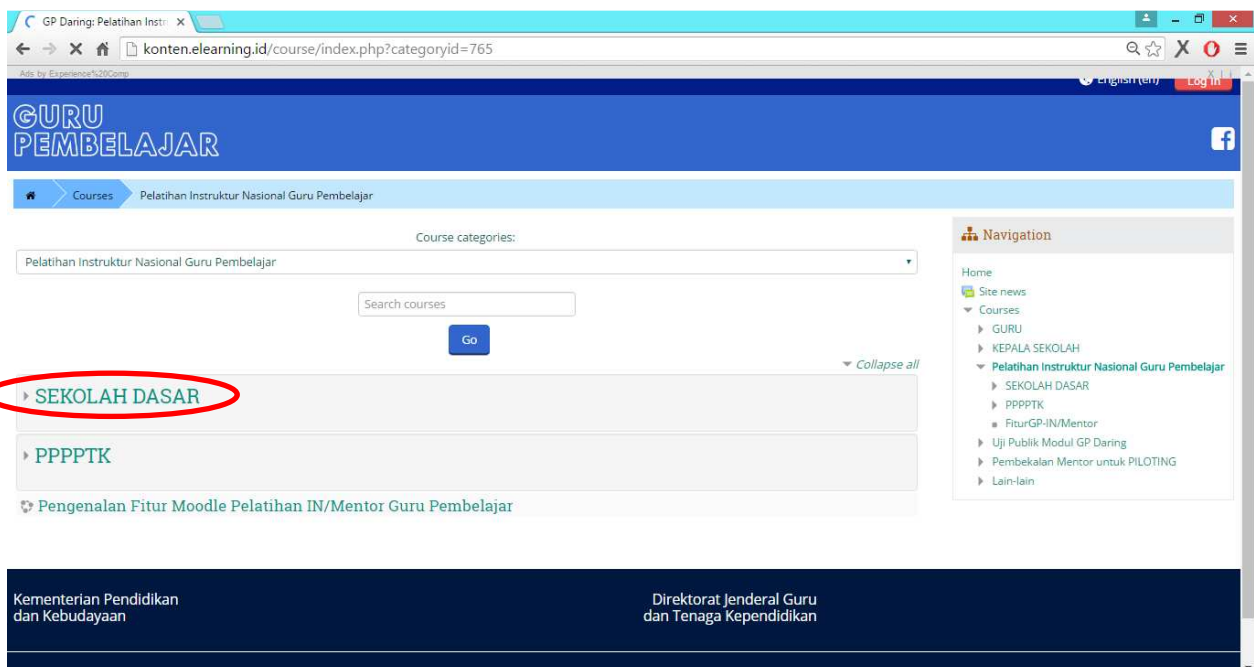 GP Daring: Pelatihan Instr
konten.elearning.id/course/index.php?categoryid=765
Ads by Experience%20Comp
English (en)
Log in
GURU
PEMBELAJAR
Courses
Pelatihan Instruktur Nasional Guru Pembelajar
Course categories:
Pelatihan Instruktur Nasional Guru Pembelajar
Search courses
Go
Collapse all
SEKOLAH DASAR
PPPPTK
Pengenalan Fitur Moodle Pelatihan IN/Mentor Guru Pembelajar
Navigation
Home
Site news
Courses
GURU
KEPALA SEKOLAH
Pelatihan Instruktur Nasional Guru Pembelajar
SEKOLAH DASAR
PPPPTK
FiturGP-IN/Mentor
Uji Publik Modul GP Daring
Pembekalan Mentor untuk PILOTING
Lain-lain
Kementerian Pendidikan
dan Kebudayaan
Direktorat Jenderal Guru
dan Tenaga Kependidikan